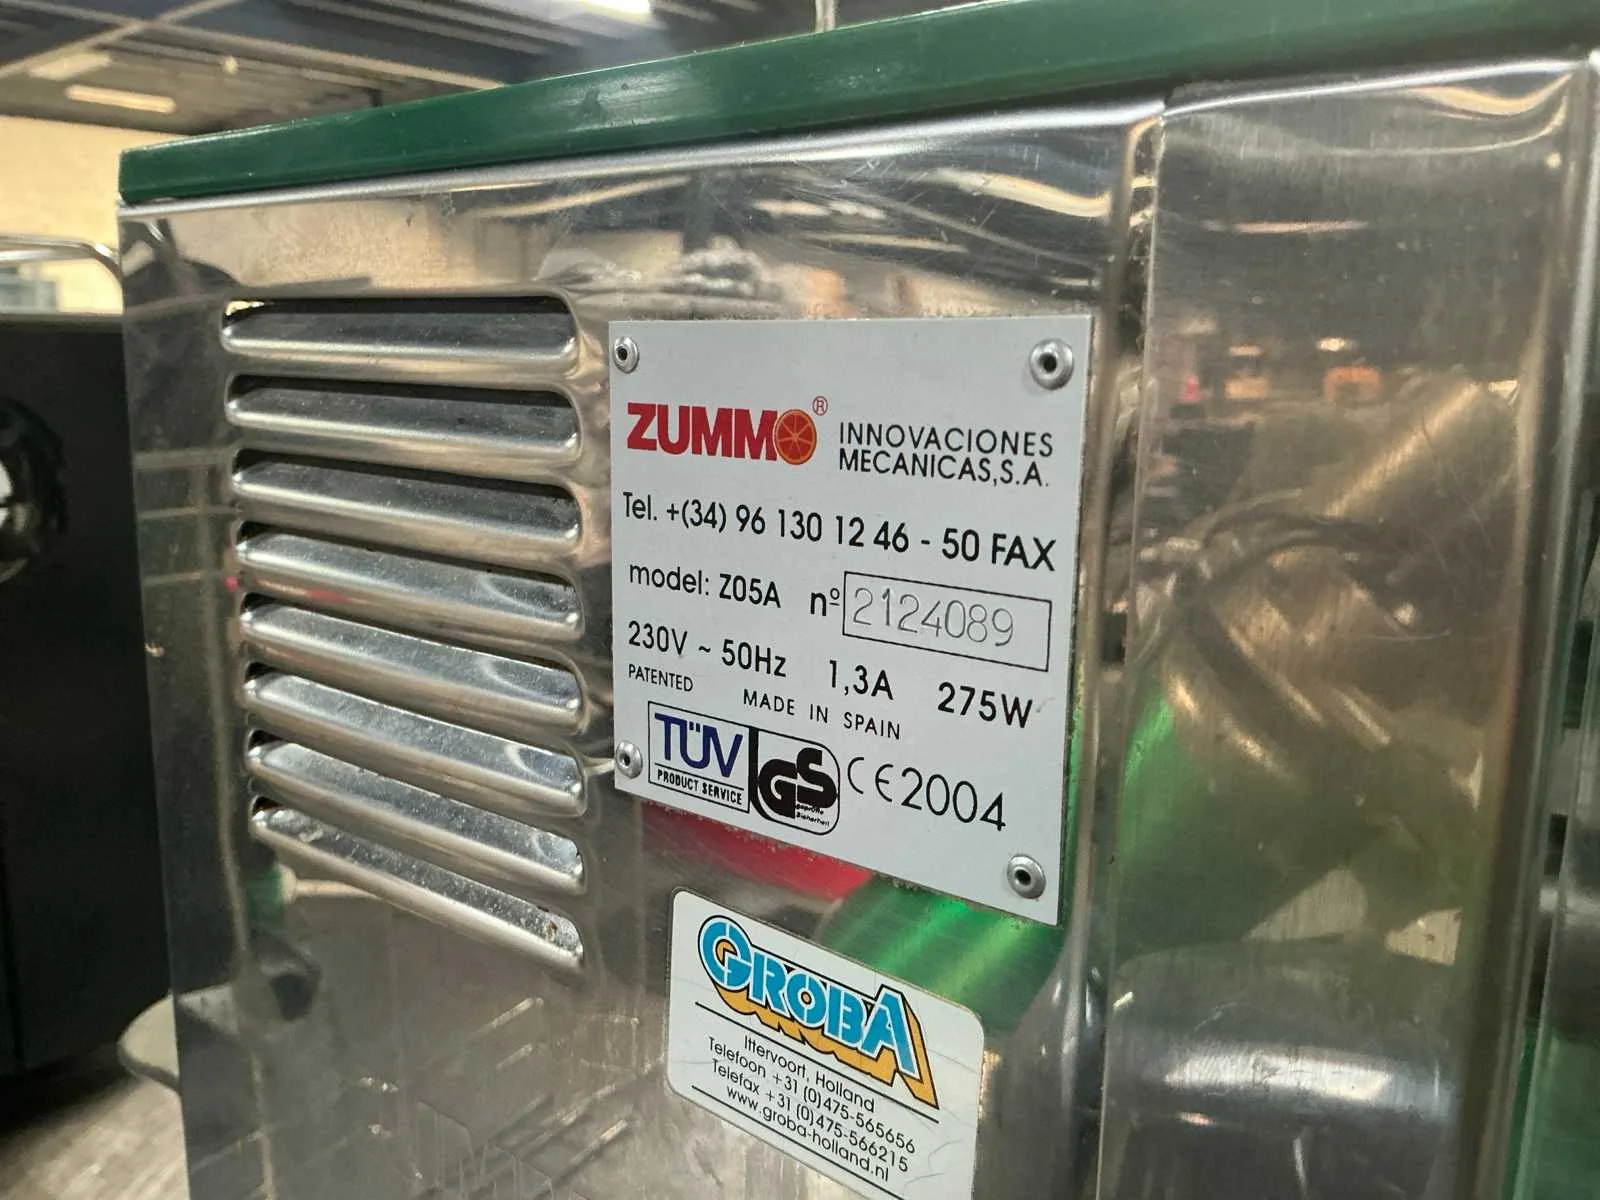 ZUMMO®
INNOVACIONES
MECANICAS,S.A.
Tel. +(34) 96 130 12 46 - 50 FAX
model: Z05A nº 2124089
230V ~ 50Hz 1,3A 275W
PATENTED MADE IN SPAIN
TÜV
PRODUCT SERVICE
GS
geprüfte
Sicherheit
CE 2004
GROBA
Ittervoort, Holland
Telefoon +31 (0)475-565656
Telefax +31 (0)475-566215
www.groba-holland.nl